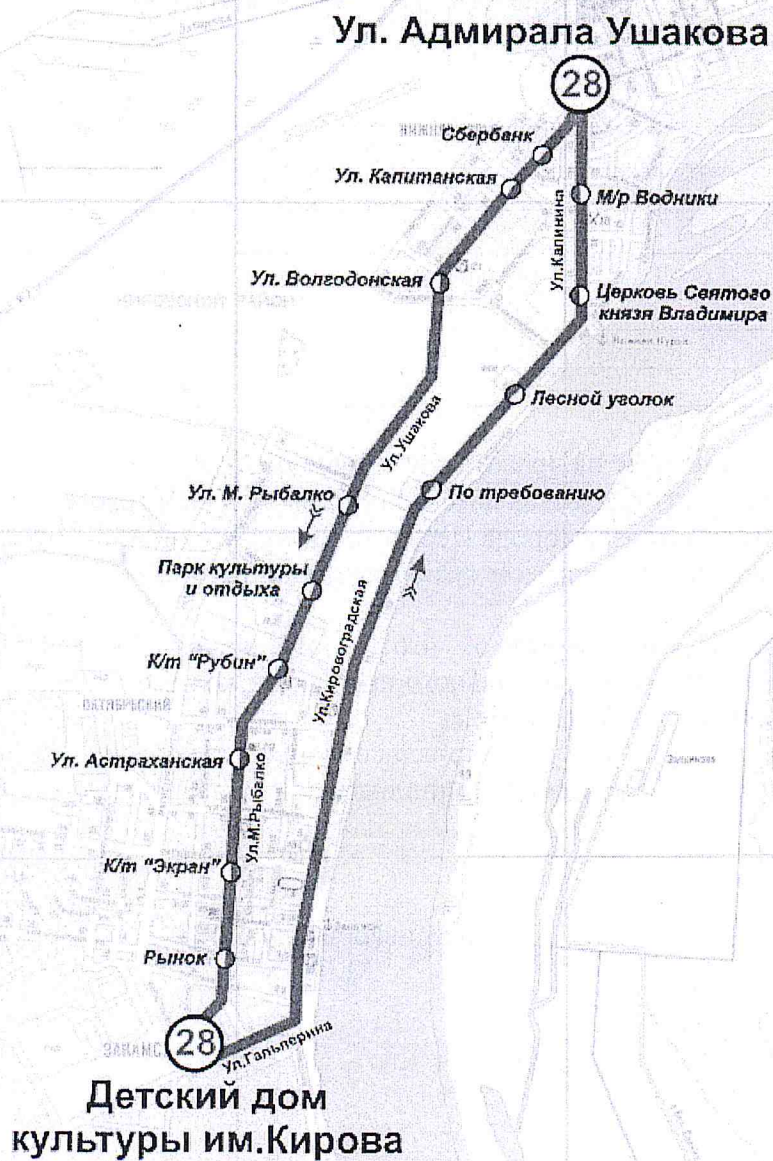 Ул. Адмирала Ушакова
28
Сбербанк
Ул. Капитанская
М/р Водники
Ул.Калинина
Ул. Волгодонская
Церковь Святого
князя Владимира
Лесной уголок
Ул.Ушакова
Ул. М. Рыбалко
По требованию
Парк культуры
и отдыха
К/т "Рубин"
Ул.Кировоградская
Ул. Астраханская
Ул.М.Рыбалко
К/т "Экран"
Рынок
28
Ул.Гальперина
Детский дом
культуры им.Кирова